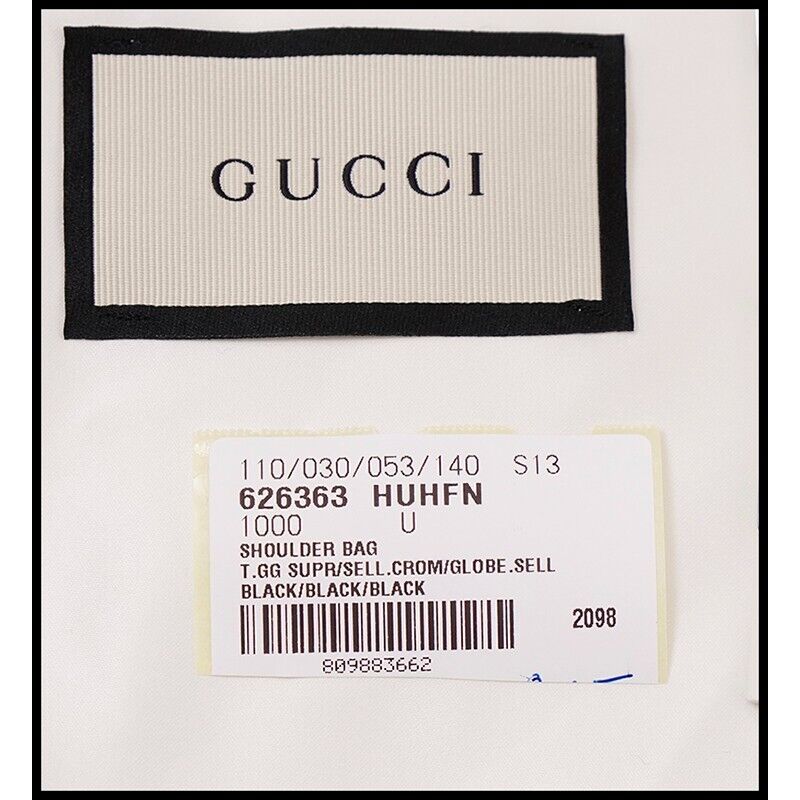 GUCCI
110/030/053/140 S13
626363 HUHFN
1000 U
SHOULDER BAG
T.GG SUPR/SELL.CROM/GLOBE.SELL
BLACK/BLACK/BLACK
2098
809883662